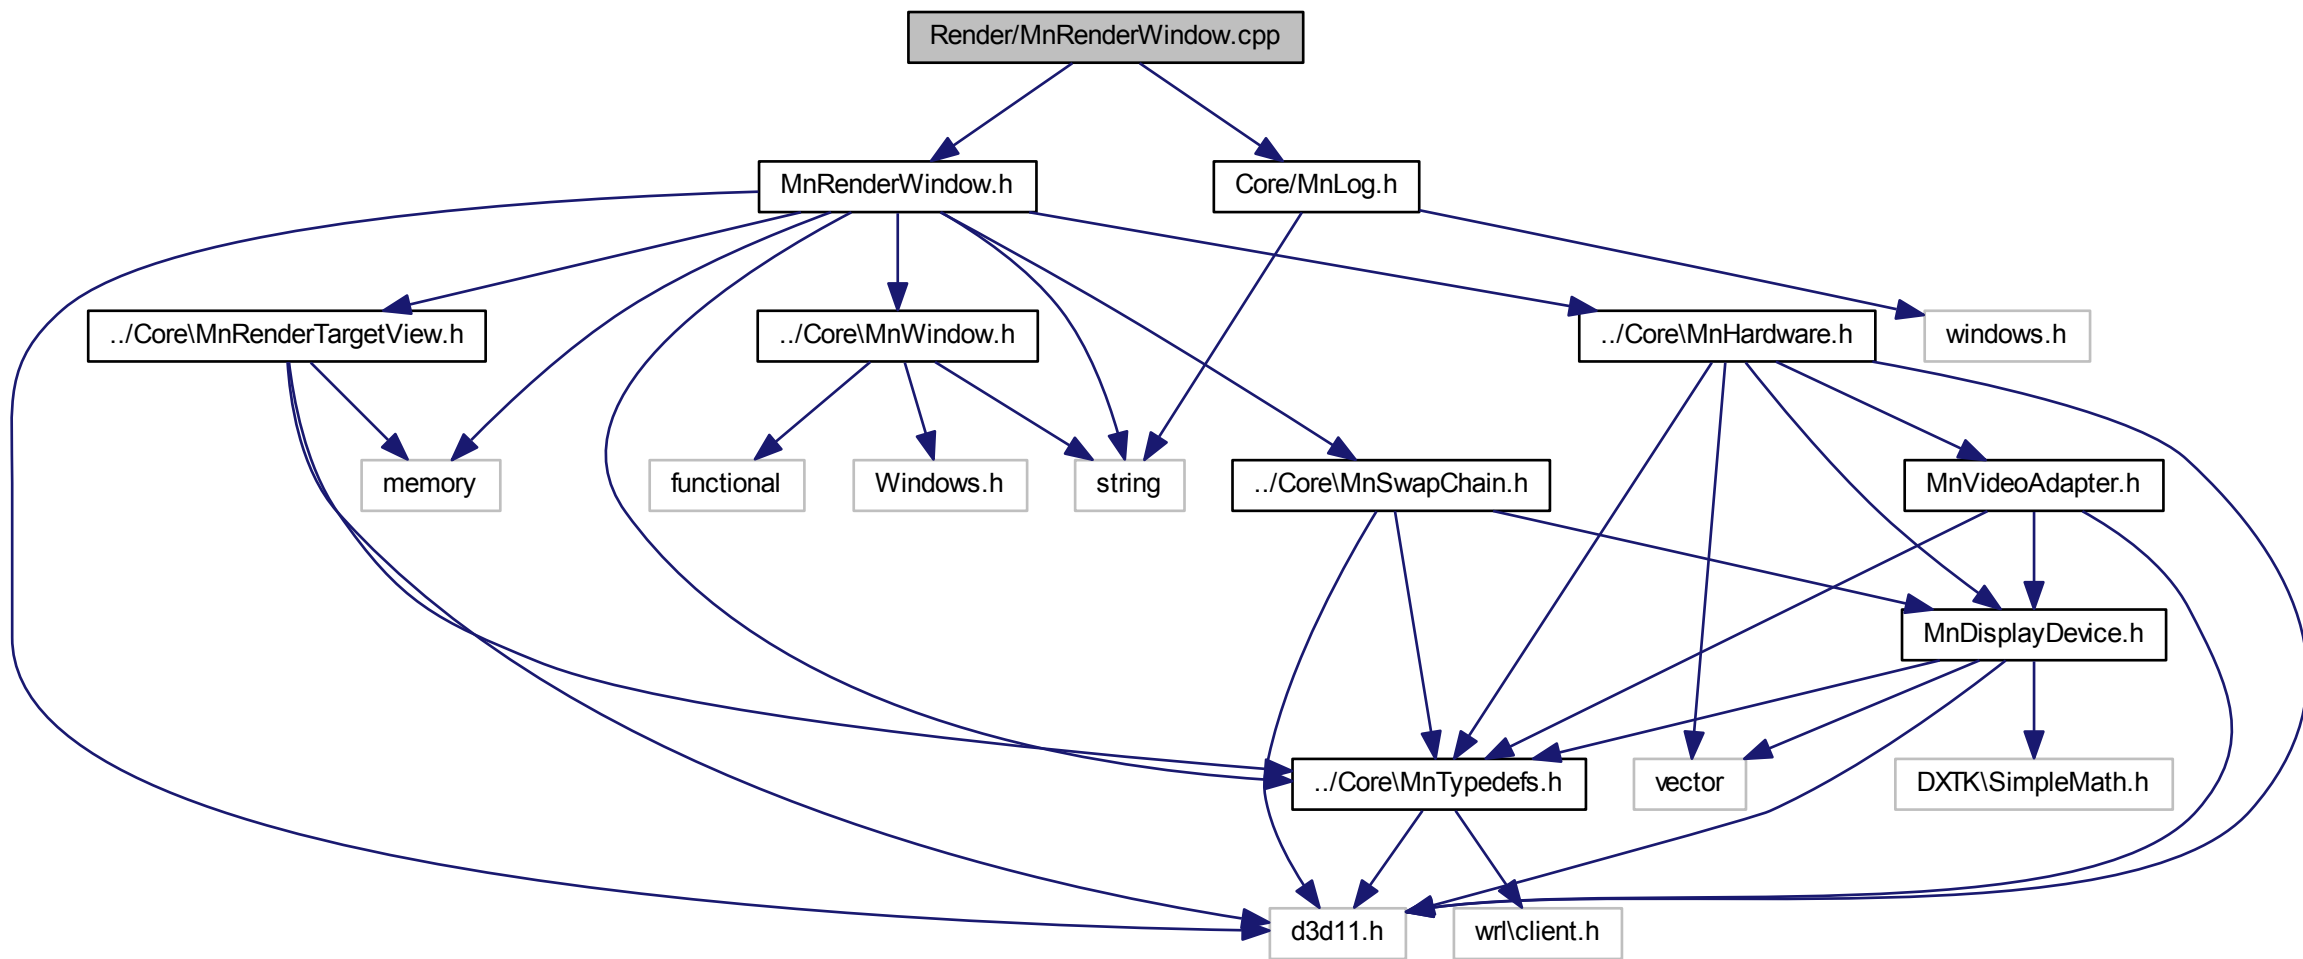 Render/MnRenderWindow.cpp
MnRenderWindow.h
Core/MnLog.h
../Core\MnRenderTargetView.h
../Core\MnWindow.h
../Core\MnHardware.h
windows.h
memory
functional
Windows.h
string
../Core\MnSwapChain.h
MnVideoAdapter.h
MnDisplayDevice.h
../Core\MnTypedefs.h
vector
DXTK\SimpleMath.h
d3d11.h
wrl\client.h